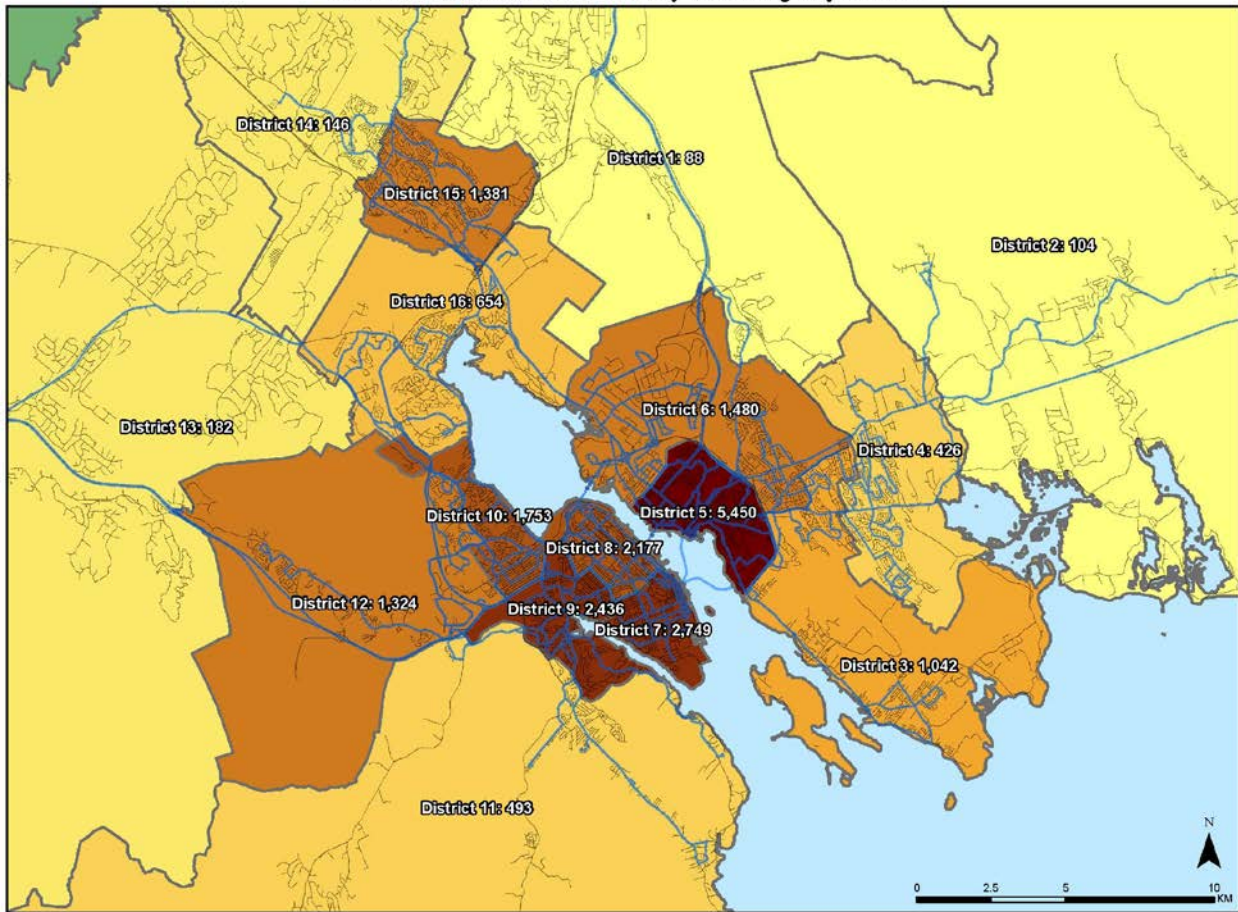 District 14: 146
District 1: 88
District 15: 1,381
District 2: 104
District 16: 654
District 6: 1,480
District 13: 182
District 4: 426
District 10: 1,753
District 5: 5,450
District 8: 2,177
District 12: 1,324
District 9: 2,436
District 7: 2,749
District 3: 1,042
District 11: 493
N
0 2.5 5 10
KM